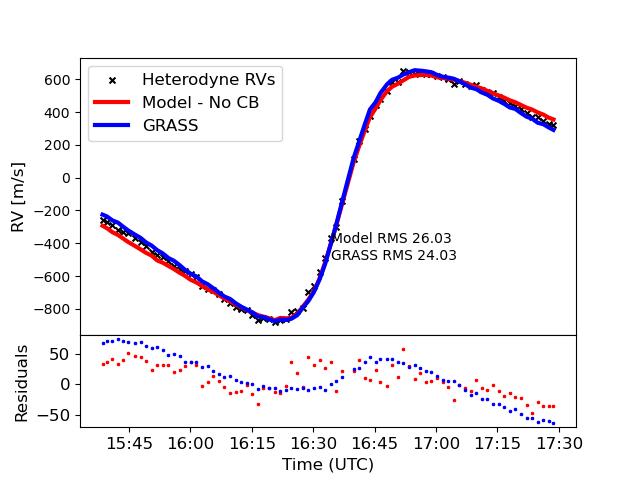 Heterodyne RVs
Model - No CB
GRASS
RV [m/s]
600
400
200
0
−200
−400
−600
−800
Model RMS 26.03
GRASS RMS 24.03
Residuals
50
0
−50
15:45 16:00 16:15 16:30 16:45 17:00 17:15 17:30
Time (UTC)